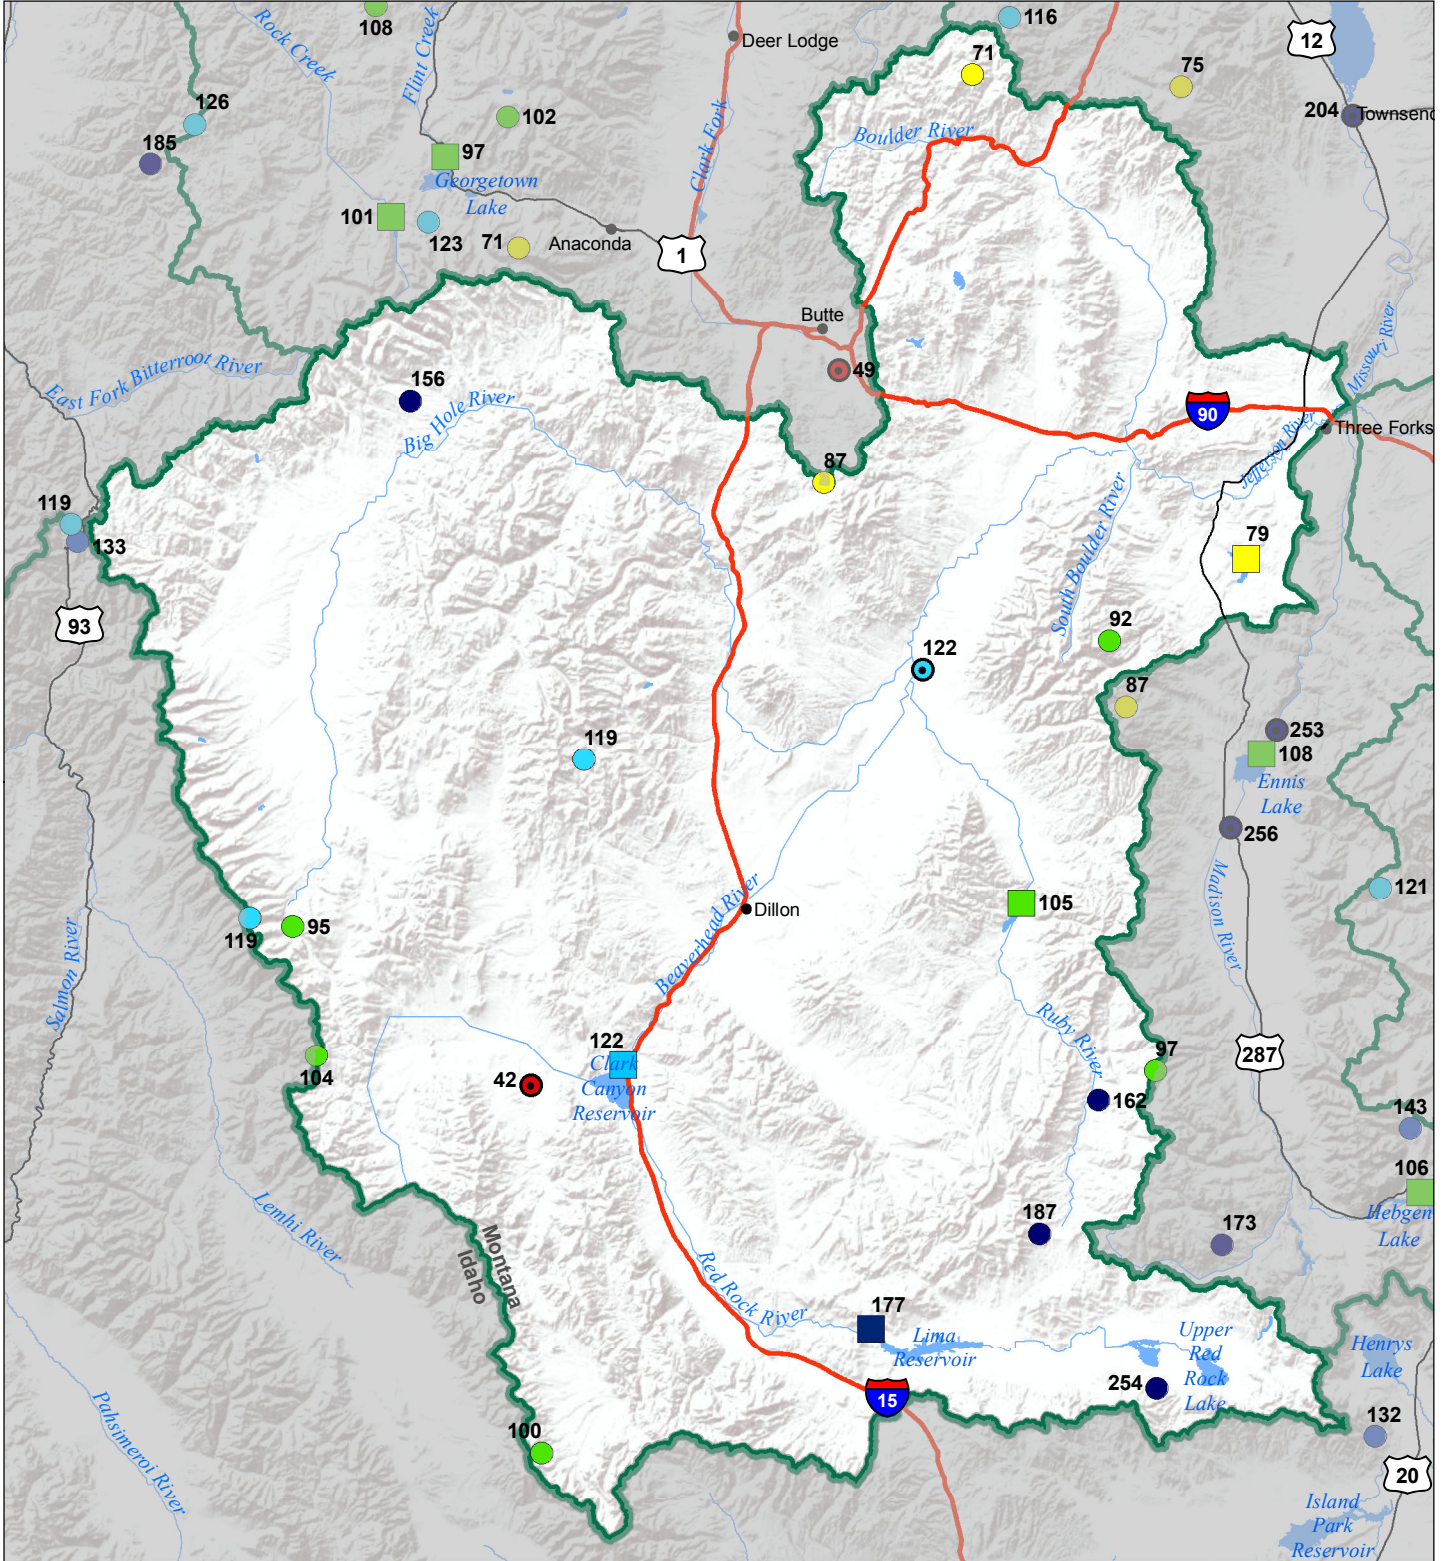 108
Rock Creek
Flint Creek
Deer Lodge
116
71
12
75
126
102
204
Townsend
185
97
Georgetown
Lake
Clark Fork
Boulder River
101
123
71
Anaconda
1
Butte
49
Missouri River
East Fork Bitterroot River
156
Big Hole River
90
Three Forks
Jefferson River
87
119
133
South Boulder River
79
93
92
122
87
253
108
Ennis
Lake
119
256
Madison River
121
119
95
Dillon
Beaverhead River
105
Salmon River
Ruby River
122
Clark
Canyon
Reservoir
42
104
97
287
162
143
106
Hebgen
Lake
Lemhi River
Montana
Idaho
187
173
Red Rock River
177
Lima
Reservoir
Upper
Red
Rock
Lake
Henrys
Lake
254
15
Pahsimeroi River
100
132
20
Island
Park
Reservoir